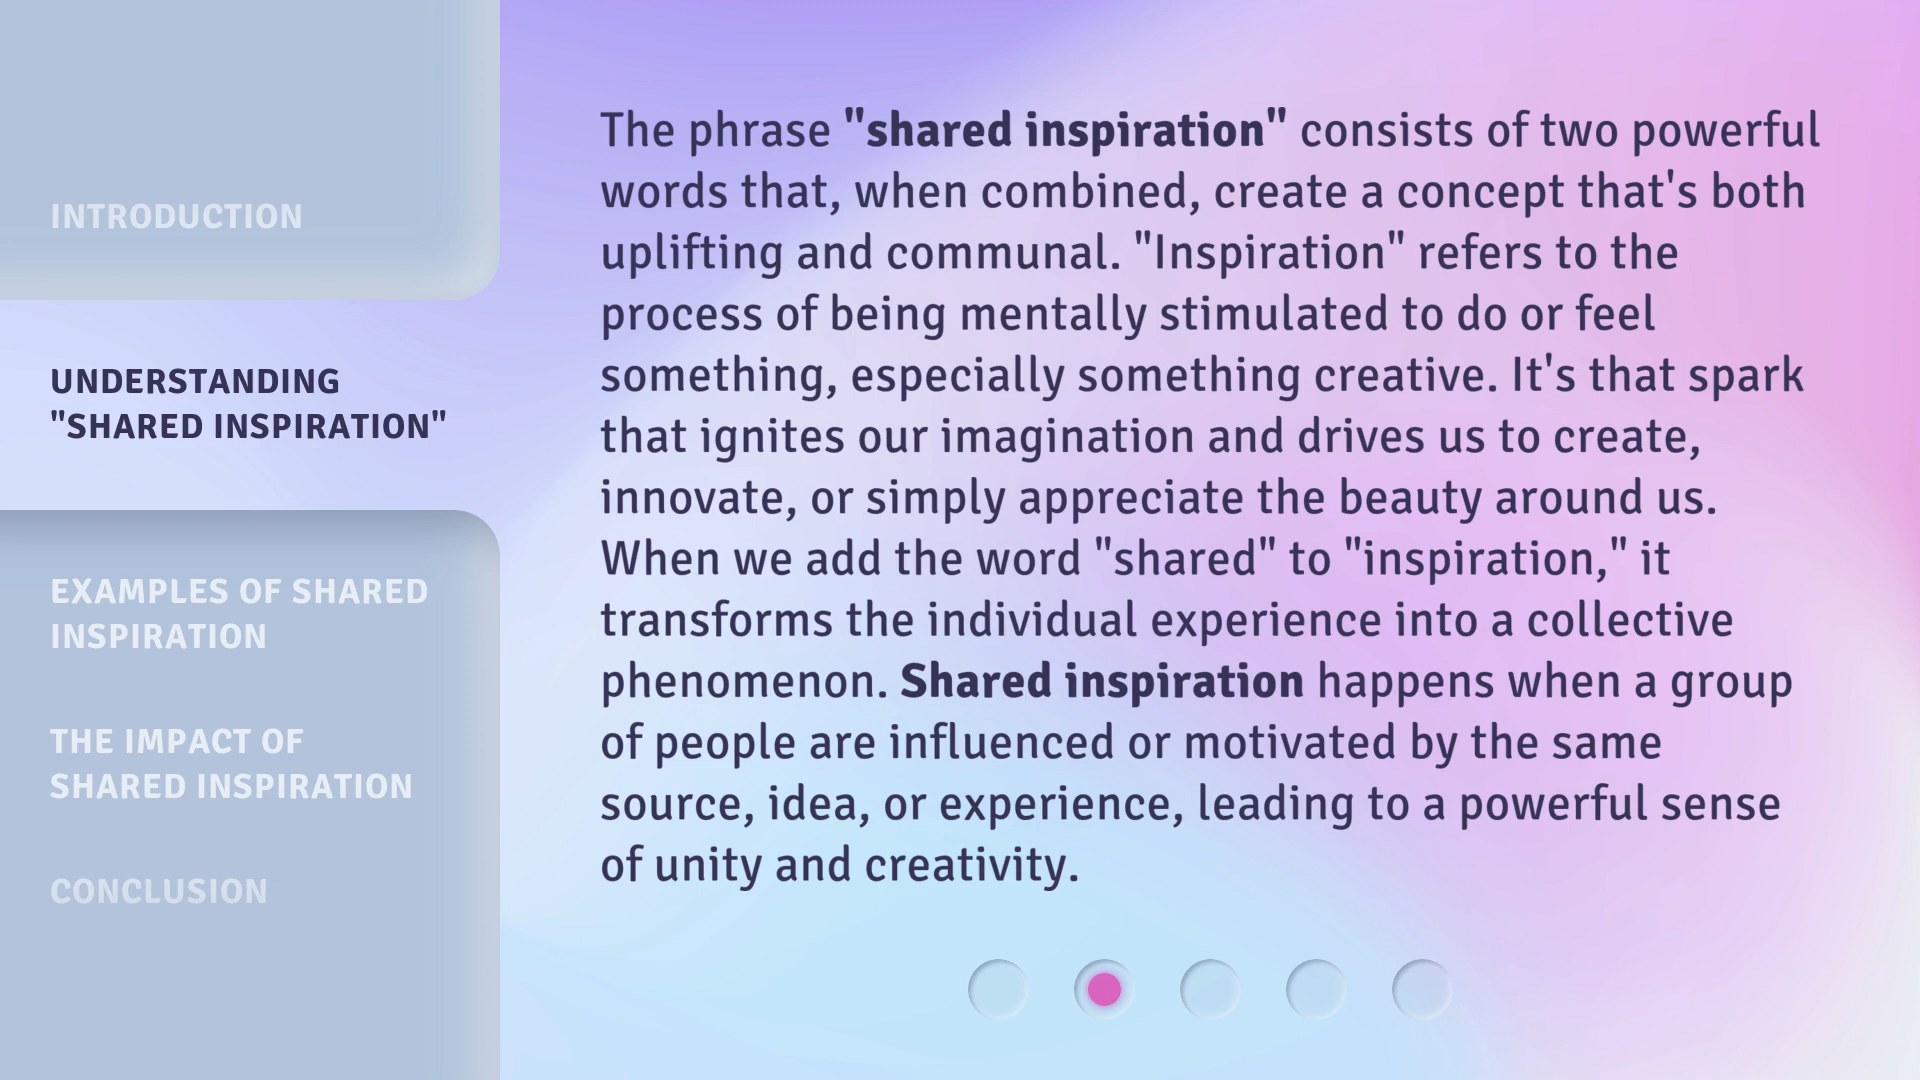 INTRODUCTION
UNDERSTANDING
"SHARED INSPIRATION"
EXAMPLES OF SHARED
INSPIRATION
THE IMPACT OF
SHARED INSPIRATION
CONCLUSION
The phrase "shared inspiration" consists of two powerful
words that, when combined, create a concept that's both
uplifting and communal. "Inspiration" refers to the
process of being mentally stimulated to do or feel
something, especially something creative. It's that spark
that ignites our imagination and drives us to create,
innovate, or simply appreciate the beauty around us.
When we add the word "shared" to "inspiration," it
transforms the individual experience into a collective
phenomenon. Shared inspiration happens when a group
of people are influenced or motivated by the same
source, idea, or experience, leading to a powerful sense
of unity and creativity.